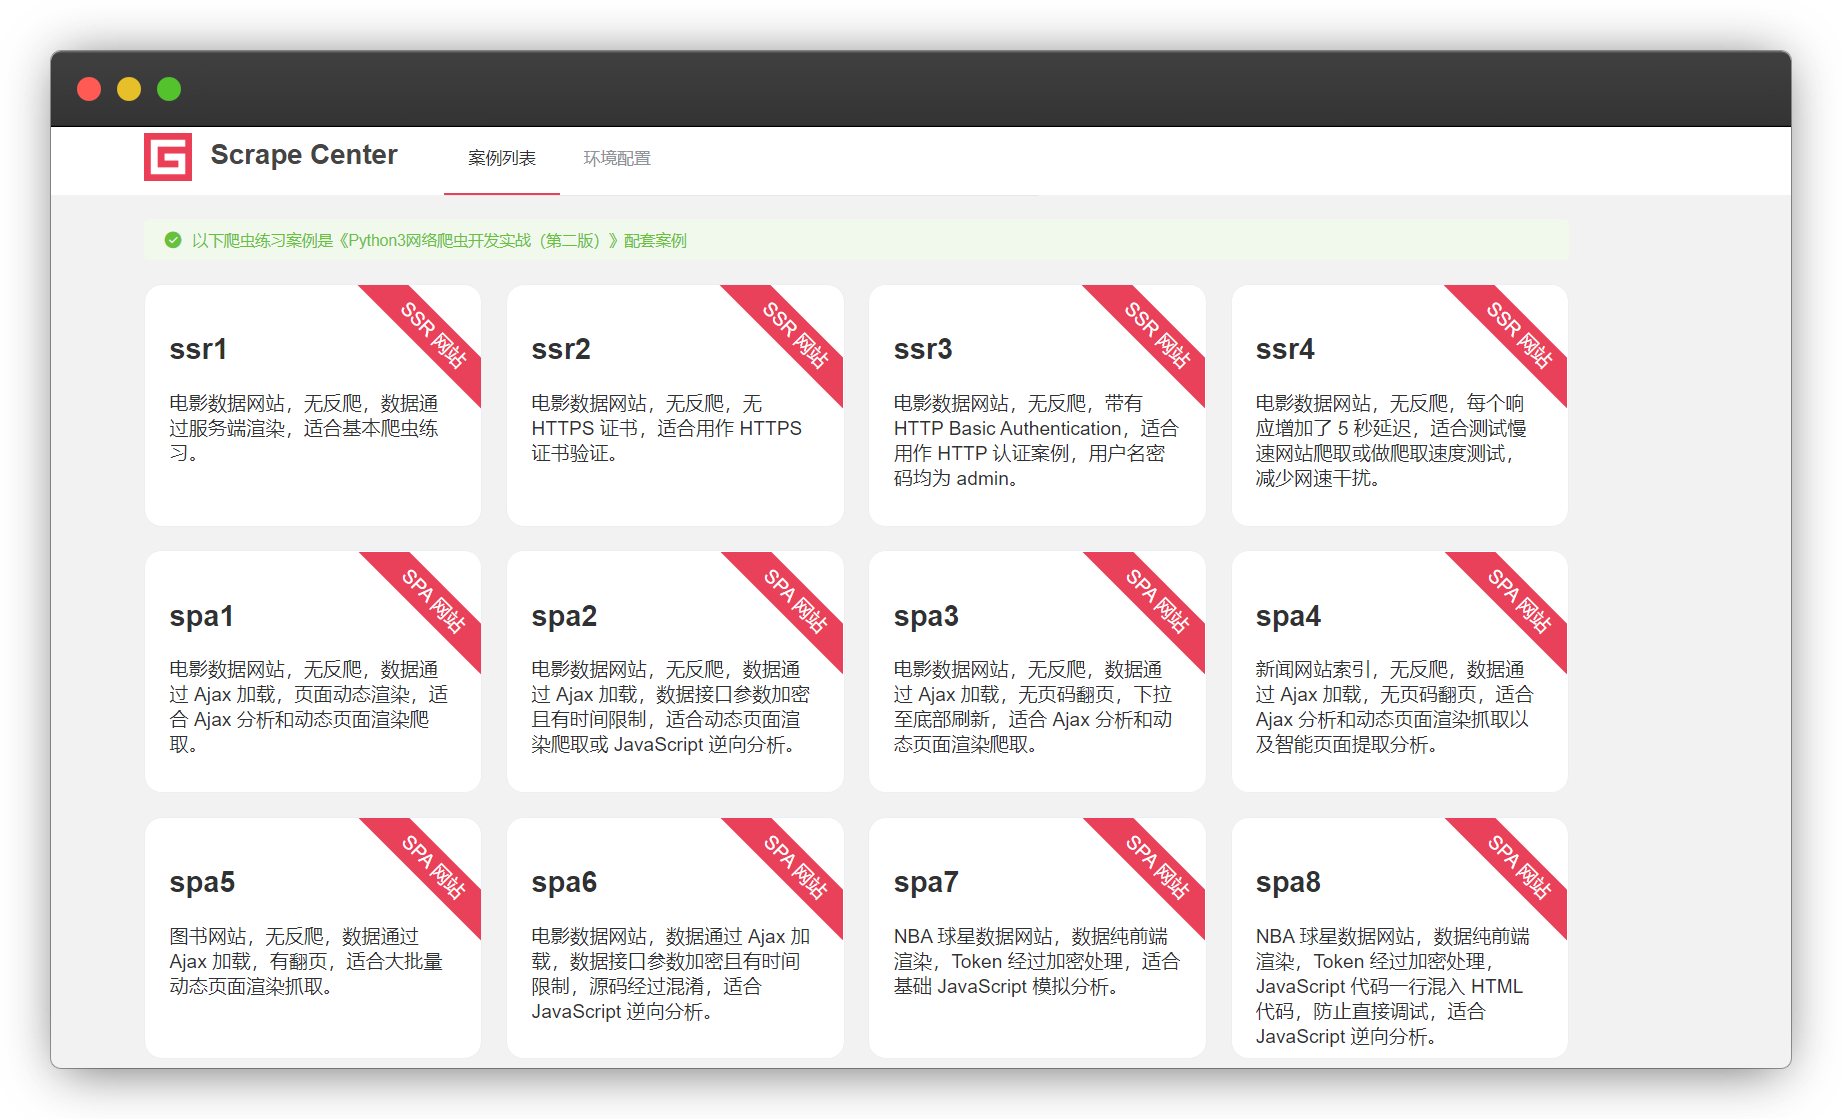 Scrape Center
案例列表
环境配置
以下爬虫练习案例是《Python3网络爬虫开发实战（第二版）》配套案例
SSR 网站
ssr1
电影数据网站，无反爬，数据通
过服务端渲染，适合基本爬虫练
习。
SSR 网站
ssr2
电影数据网站，无反爬，无
HTTPS 证书，适合用作 HTTPS
证书验证。
SSR 网站
ssr3
电影数据网站，无反爬，带有
HTTP Basic Authentication，适合
用作 HTTP 认证案例，用户名密
码均为 admin。
SSR 网站
ssr4
电影数据网站，无反爬，每个响
应增加了 5 秒延迟，适合测试慢
速网站爬取或做爬取速度测试，
减少网速干扰。
SPA 网站
spa1
电影数据网站，无反爬，数据通
过 Ajax 加载，页面动态渲染，适
合 Ajax 分析和动态页面渲染爬
取。
SPA 网站
spa2
电影数据网站，无反爬，数据通
过 Ajax 加载，数据接口参数加密
且有时间限制，适合动态页面渲
染爬取或 JavaScript 逆向分析。
SPA 网站
spa3
电影数据网站，无反爬，数据通
过 Ajax 加载，无页码翻页，下拉
至底部刷新，适合 Ajax 分析和动
态页面渲染爬取。
SPA 网站
spa4
新闻网站索引，无反爬，数据通
过 Ajax 加载，无页码翻页，适合
Ajax 分析和动态页面渲染抓取以
及智能页面提取分析。
SPA 网站
spa5
图书网站，无反爬，数据通过
Ajax 加载，有翻页，适合大批量
动态页面渲染抓取。
SPA 网站
spa6
电影数据网站，数据通过 Ajax 加
载，数据接口参数加密且有时间
限制，源码经过混淆，适合
JavaScript 逆向分析。
SPA 网站
spa7
NBA 球星数据网站，数据纯前端
渲染，Token 经过加密处理，适合
基础 JavaScript 模拟分析。
SPA 网站
spa8
NBA 球星数据网站，数据纯前端
渲染，Token 经过加密处理，
JavaScript 代码一行混入 HTML
代码，防止直接调试，适合
JavaScript 逆向分析。